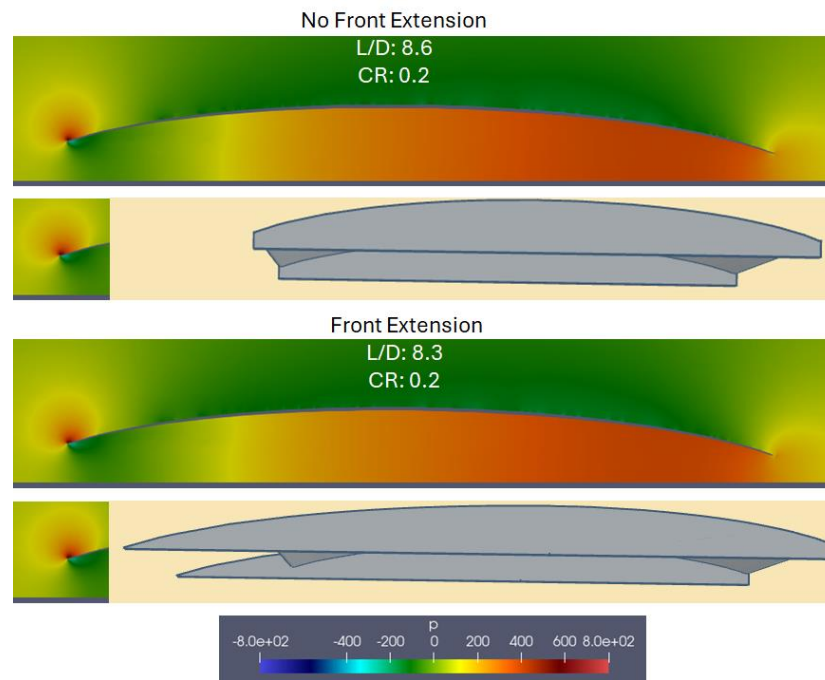 No Front Extension
L/D: 8.6
CR: 0.2
Front Extension
L/D: 8.3
CR: 0.2
p
-8.0e+02 -400 -200 0 200 400 600 8.0e+02